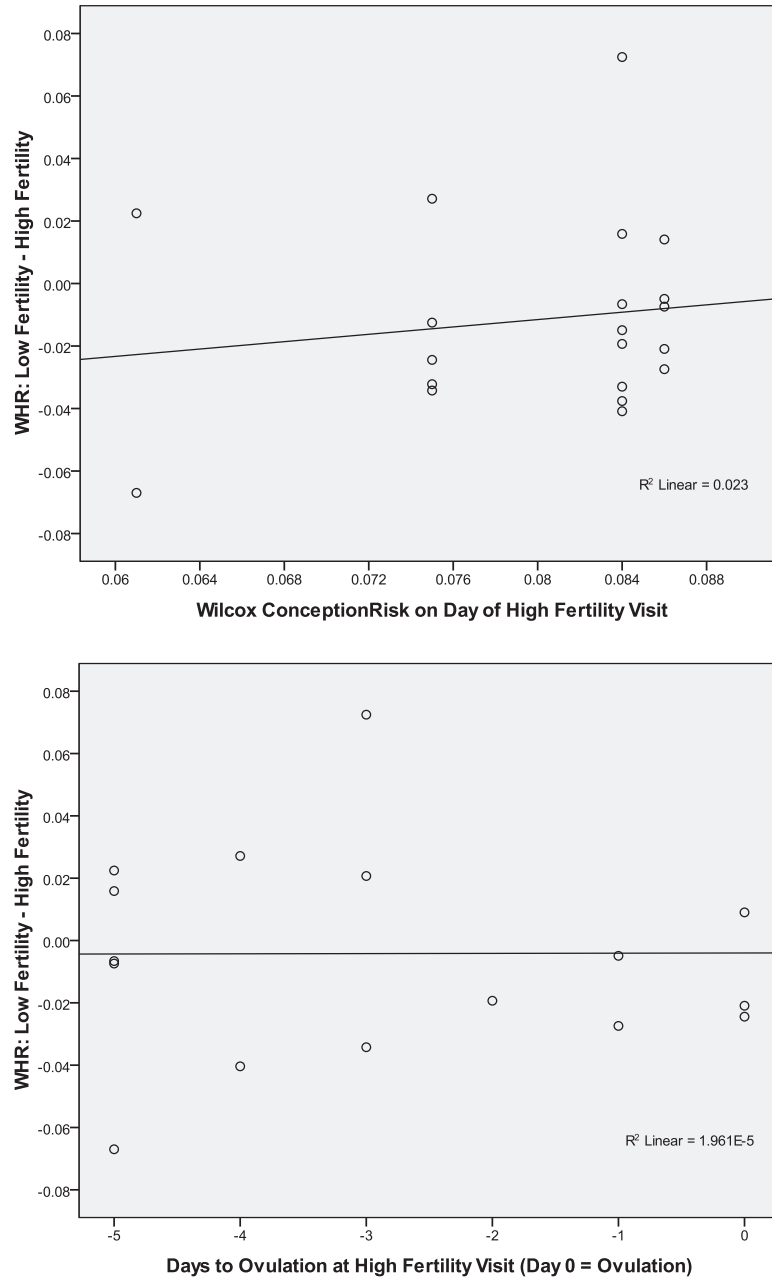 0.08
0.06
0.04
0.02
0.00
-0.02
-0.04
-0.06
-0.08
WHR: Low Fertility - High Fertility
R² Linear = 0.023
0.06 0.064 0.068 0.072 0.076 0.08 0.084 0.088
Wilcox ConceptionRisk on Day of High Fertility Visit
0.08
0.06
0.04
0.02
0.00
-0.02
-0.04
-0.06
-0.08
WHR: Low Fertility - High Fertility
R² Linear = 1.961E-5
-5 -4 -3 -2 -1 0
Days to Ovulation at High Fertility Visit (Day 0 = Ovulation)